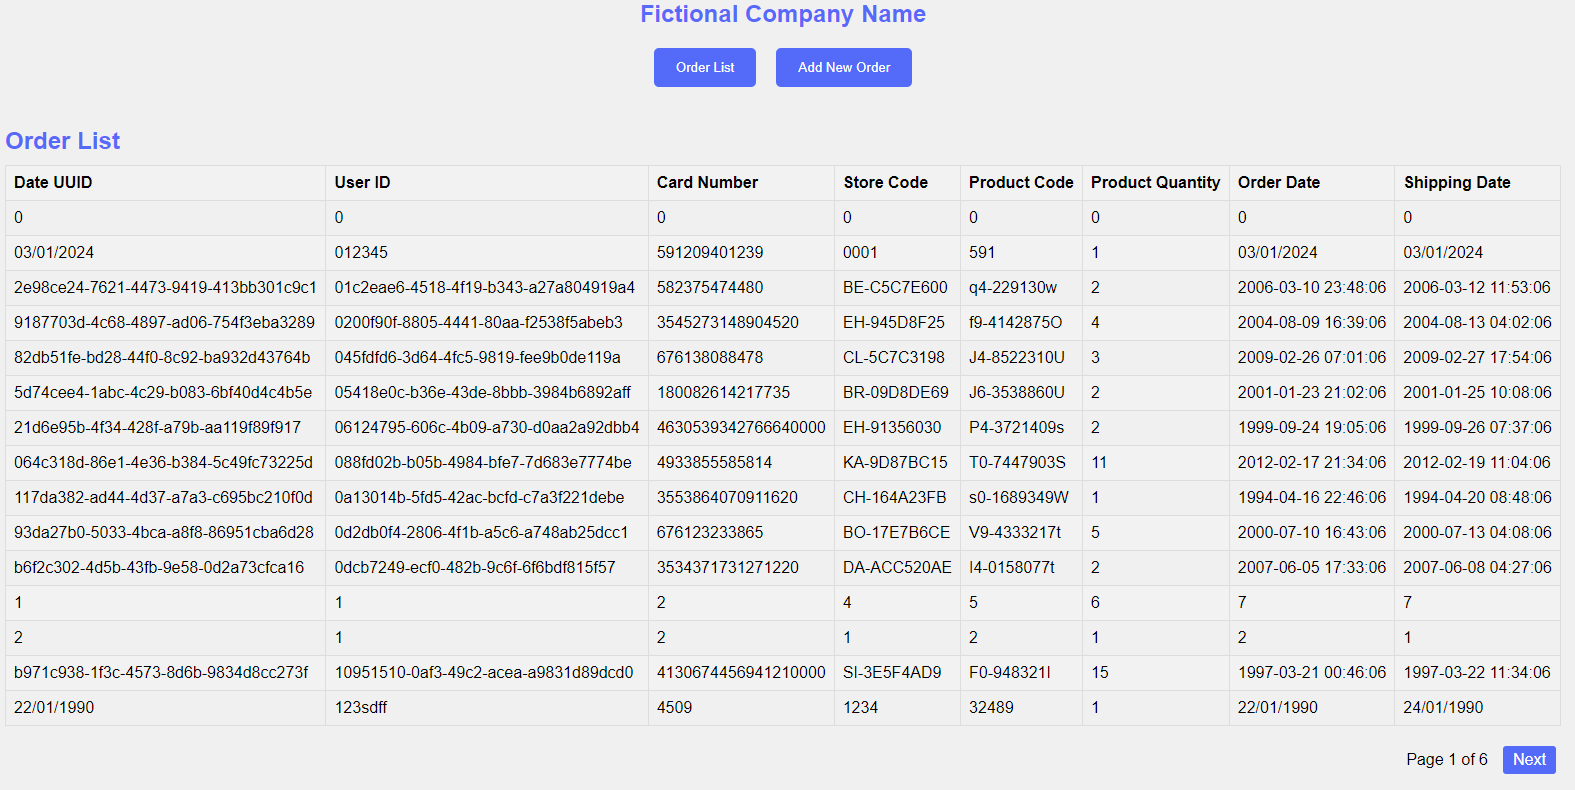 Fictional Company Name
Order List Add New Order
Order List
Date UUID User ID Card Number Store Code Product Code Product Quantity Order Date Shipping Date
0 0 0 0 0 0 0 0
03/01/2024 012345 591209401239 0001 591 1 03/01/2024 03/01/2024
2e98ce24-7621-4473-9419-413bb301c9c1 01c2eae6-4518-4f19-b343-a27a804919a4 582375474480 BE-C5C7E600 q4-229130w 2 2006-03-10 23:48:06 2006-03-12 11:53:06
9187703d-4c68-4897-ad06-754f3eba3289 0200f90f-8805-4441-80aa-f2538f5abeb3 3545273148904520 EH-945D8F25 f9-4142875O 4 2004-08-09 16:39:06 2004-08-13 04:02:06
82db51fe-bd28-44f0-8c92-ba932d43764b 045fdfd6-3d64-4fc5-9819-fee9b0de119a 676138088478 CL-5C7C3198 J4-8522310U 3 2009-02-26 07:01:06 2009-02-27 17:54:06
5d74cee4-1abc-4c29-b083-6bf40d4c4b5e 05418e0c-b36e-43de-8bbb-3984b6892aff 180082614217735 BR-09D8DE69 J6-3538860U 2 2001-01-23 21:02:06 2001-01-25 10:08:06
21d6e95b-4f34-428f-a79b-aa119f89f917 06124795-606c-4b09-a730-d0aa2a92dbb4 4630539342766640000 EH-91356030 P4-3721409s 2 1999-09-24 19:05:06 1999-09-26 07:37:06
064c318d-86e1-4e36-b384-5c49fc73225d 088fd02b-b05b-4984-bfe7-7d683e7774be 4933855585814 KA-9D87BC15 T0-7447903S 11 2012-02-17 21:34:06 2012-02-19 11:04:06
117da382-ad44-4d37-a7a3-c695bc210f0d 0a13014b-5fd5-42ac-bcfd-c7a3f221debe 3553864070911620 CH-164A23FB s0-1689349W 1 1994-04-16 22:46:06 1994-04-20 08:48:06
93da27b0-5033-4bca-a8f8-86951cba6d28 0d2db0f4-2806-4f1b-a5c6-a748ab25dcc1 676123233865 BO-17E7B6CE V9-4333217t 5 2000-07-10 16:43:06 2000-07-13 04:08:06
b6f2c302-4d5b-43fb-9e58-0d2a73cfca16 0dcb7249-ecf0-482b-9c6f-6f6bdf815f57 3534371731271220 DA-ACC520AE I4-0158077t 2 2007-06-05 17:33:06 2007-06-08 04:27:06
1 1 2 4 5 6 7 7
2 1 2 1 2 1 2 1
b971c938-1f3c-4573-8d6b-9834d8cc273f 10951510-0af3-49c2-acea-a9831d89dcd0 4130674456941210000 SI-3E5F4AD9 F0-948321l 15 1997-03-21 00:46:06 1997-03-22 11:34:06
22/01/1990 123sdff 4509 1234 32489 1 22/01/1990 24/01/1990
Page 1 of 6 Next